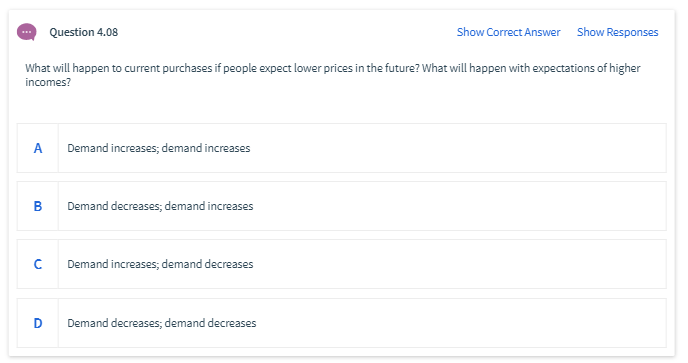 Question 4.08
Show Correct Answer
Show Responses
What will happen to current purchases if people expect lower prices in the future? What will happen with expectations of higher
incomes?
A
Demand increases; demand increases
B
Demand decreases; demand increases
C
Demand increases; demand decreases
D
Demand decreases; demand decreases